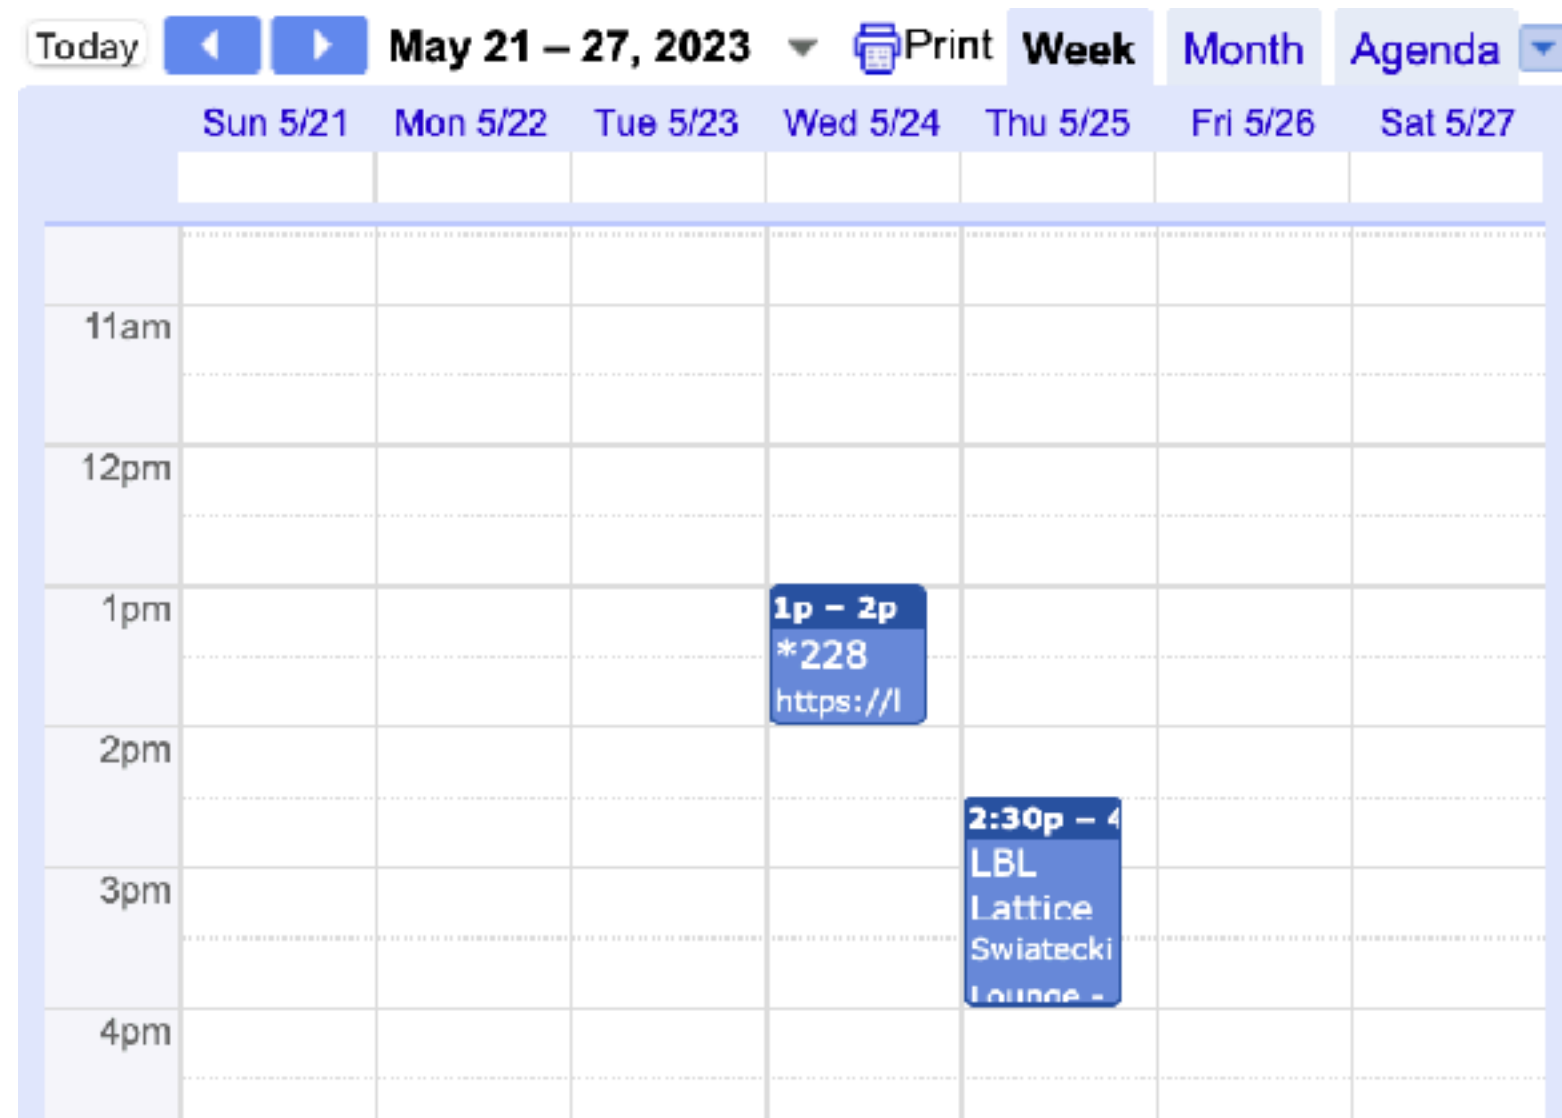 Today May 21 – 27, 2023 Print Week Month Agenda
Sun 5/21 Mon 5/22 Tue 5/23 Wed 5/24 Thu 5/25 Fri 5/26 Sat 5/27
11am
12pm
1pm
1p – 2p
*228
https://l
2pm
2:30p – 4
LBL
Lattice
3pm
Swiatecki
Lounge -
4pm